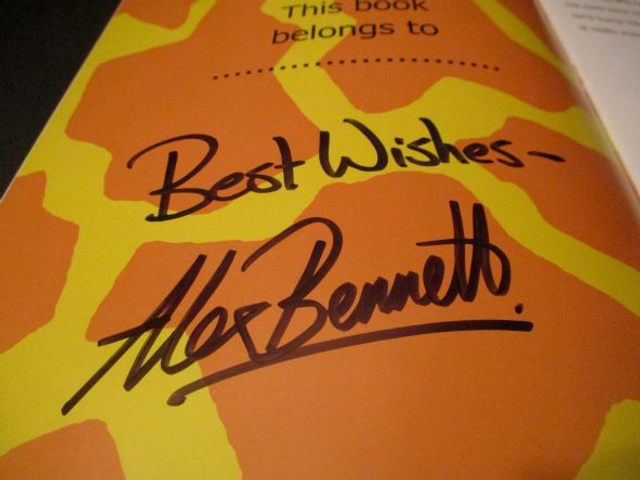 This book
belongs to
................................
Best Wishes-
Alex Bennett.